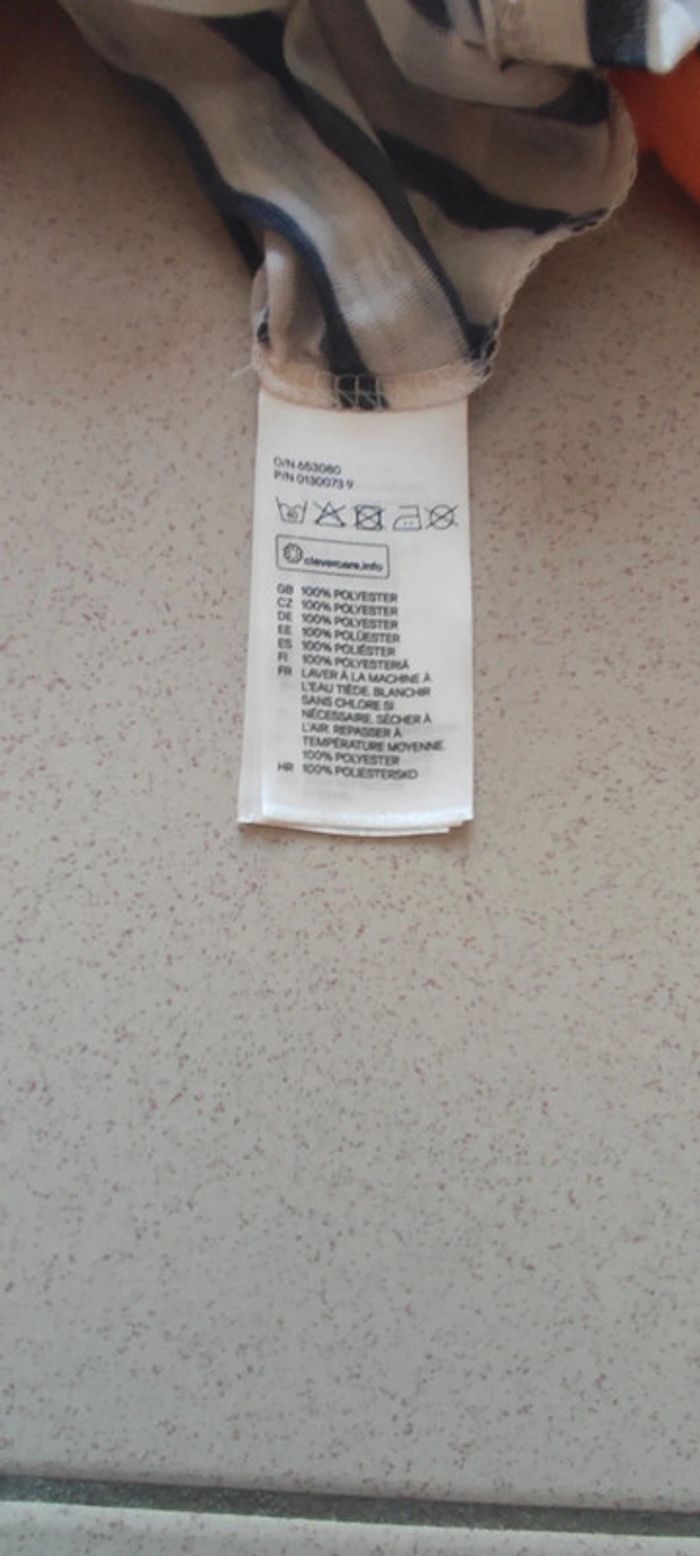 O/N 653080
P/N 0130073 9
40
clevercare.info
GB 100% POLYESTER
CZ 100% POLYESTER
DE 100% POLYESTER
EE 100% POLÜESTER
ES 100% POLIÉSTER
FI 100% POLYESTERIÄ
FR LAVER À LA MACHINE À
L'EAU TIÈDE. BLANCHIR
SANS CHLORE SI
NÉCESSAIRE. SÉCHER À
L'AIR. REPASSER À
TEMPÉRATURE MOYENNE.
100% POLYESTER
HR 100% POLIESTERSKO